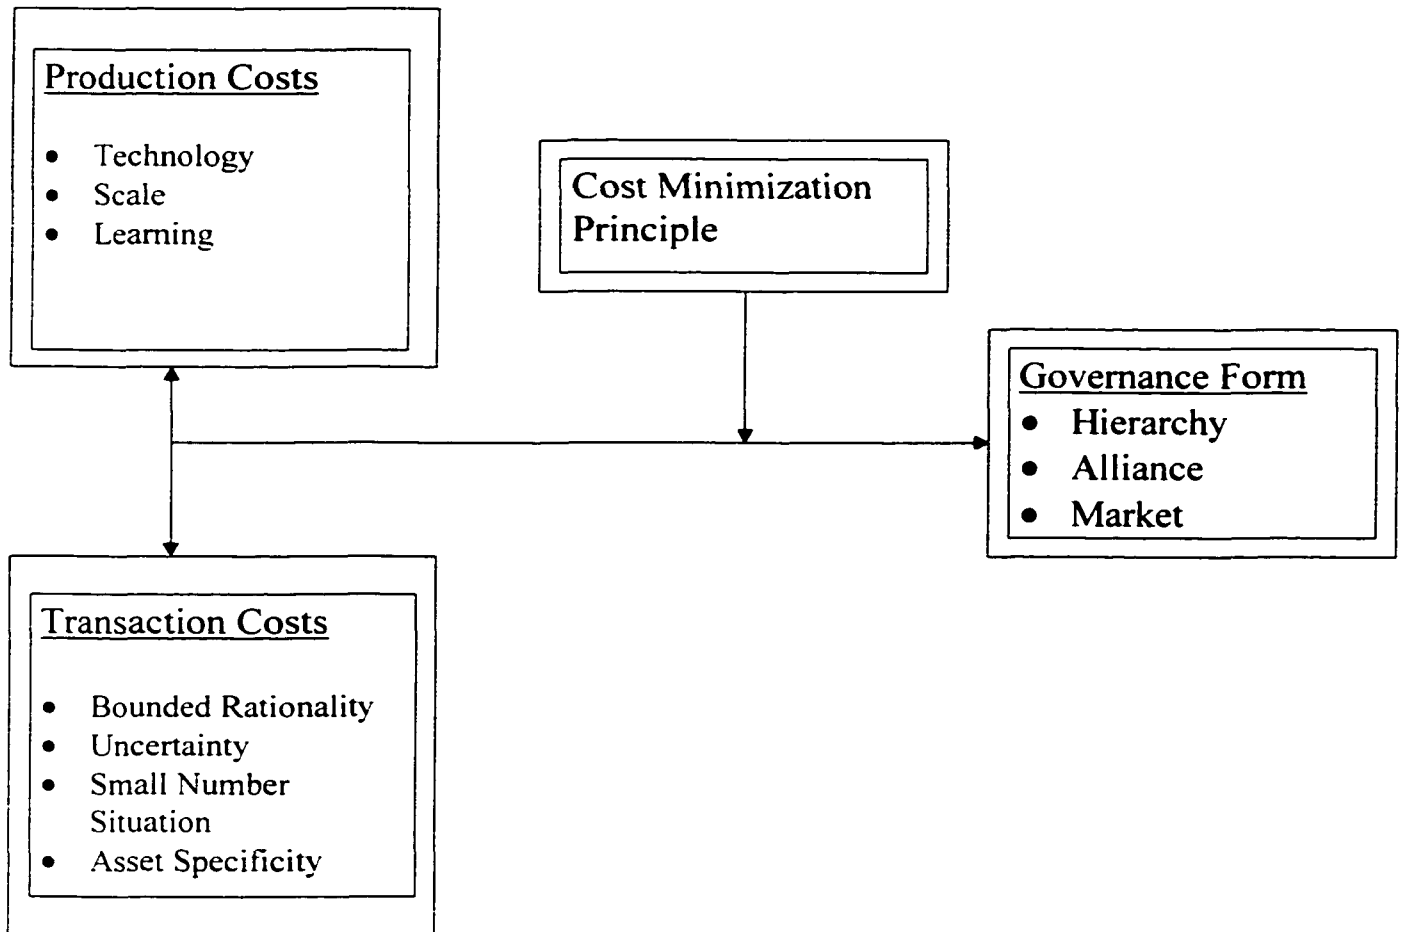 Production Costs
• Technology
• Scale
• Learning
Cost Minimization
Principle
Governance Form
• Hierarchy
• Alliance
• Market
Transaction Costs
• Bounded Rationality
• Uncertainty
• Small Number
Situation
• Asset Specificity